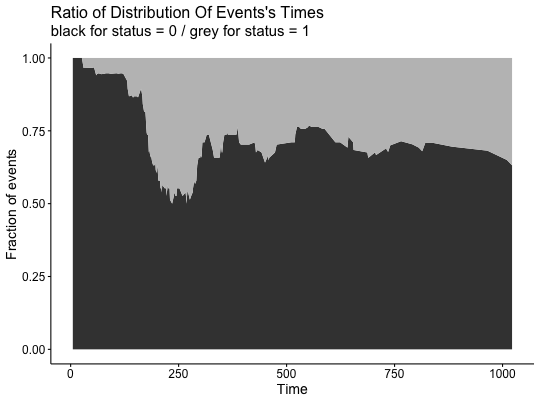 Ratio of Distribution Of Events's Times
black for status = 0 / grey for status = 1
1.00
0.75
0.50
0.25
0.00
Fraction of events
0 250 500 750 1000
Time